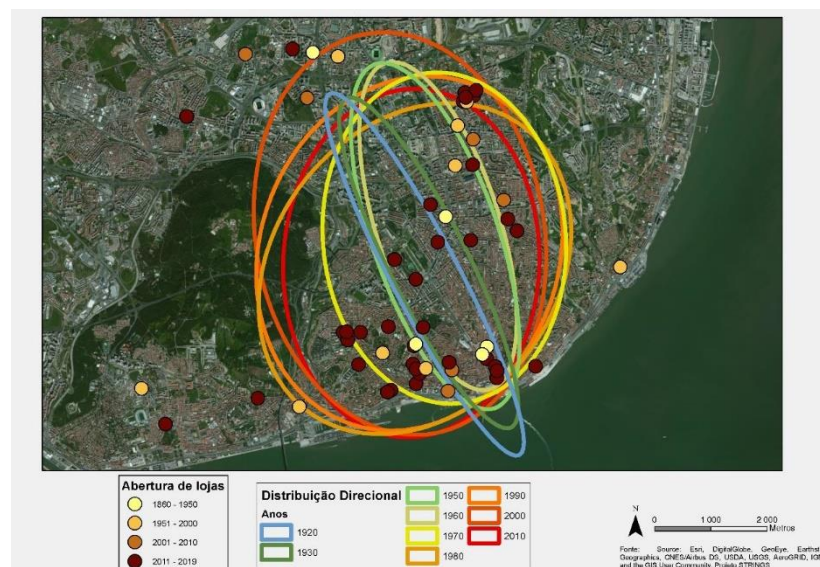 Abertura de lojas
1860 - 1950
1951 - 2000
2001 - 2010
2011 - 2019
Distribuição Direcional
Anos
1920
1930
1950
1960
1970
1980
1990
2000
2010
N
0 1 000 2 000
Metros
Fonte: Source: Esri, DigitalGlobe, GeoEye, Earthst
Geographics, CNES/Airbus DS, USDA, USGS, AeroGRID, IGN
and the GIS User Community, Projeto STRINGS